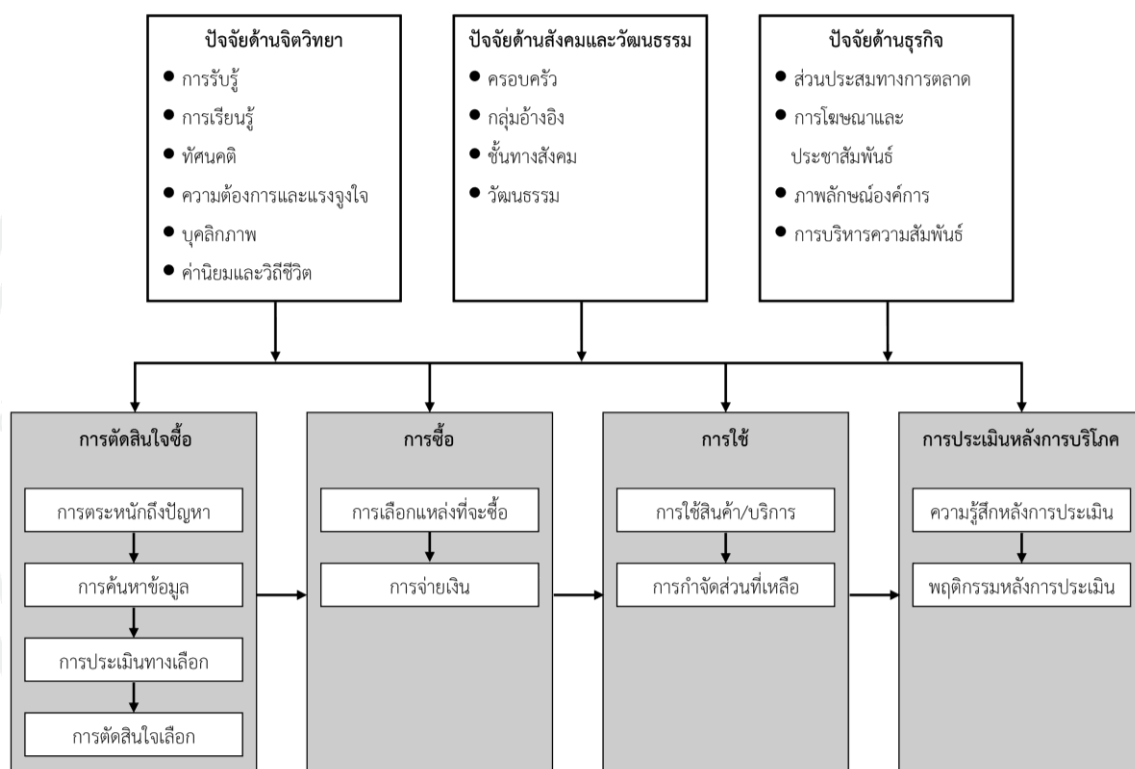 ปัจจัยด้านจิตวิทยา
● การรับรู้
● การเรียนรู้
● ทัศนคติ
● ความต้องการและแรงจูงใจ
● บุคลิกภาพ
● ค่านิยมและวิถีชีวิต
ปัจจัยด้านสังคมและวัฒนธรรม
● ครอบครัว
● กลุ่มอ้างอิง
● ชั้นทางสังคม
● วัฒนธรรม
ปัจจัยด้านธุรกิจ
● ส่วนประสมทางการตลาด
● การโฆษณาและ
ประชาสัมพันธ์
● ภาพลักษณ์องค์การ
● การบริหารความสัมพันธ์
การตัดสินใจซื้อ
การตระหนักถึงปัญหา
การค้นหาข้อมูล
การประเมินทางเลือก
การตัดสินใจเลือก
การซื้อ
การเลือกแหล่งที่จะซื้อ
การจ่ายเงิน
การใช้
การใช้สินค้า/บริการ
การกำจัดส่วนที่เหลือ
การประเมินหลังการบริโภค
ความรู้สึกหลังการประเมิน
พฤติกรรมหลังการประเมิน